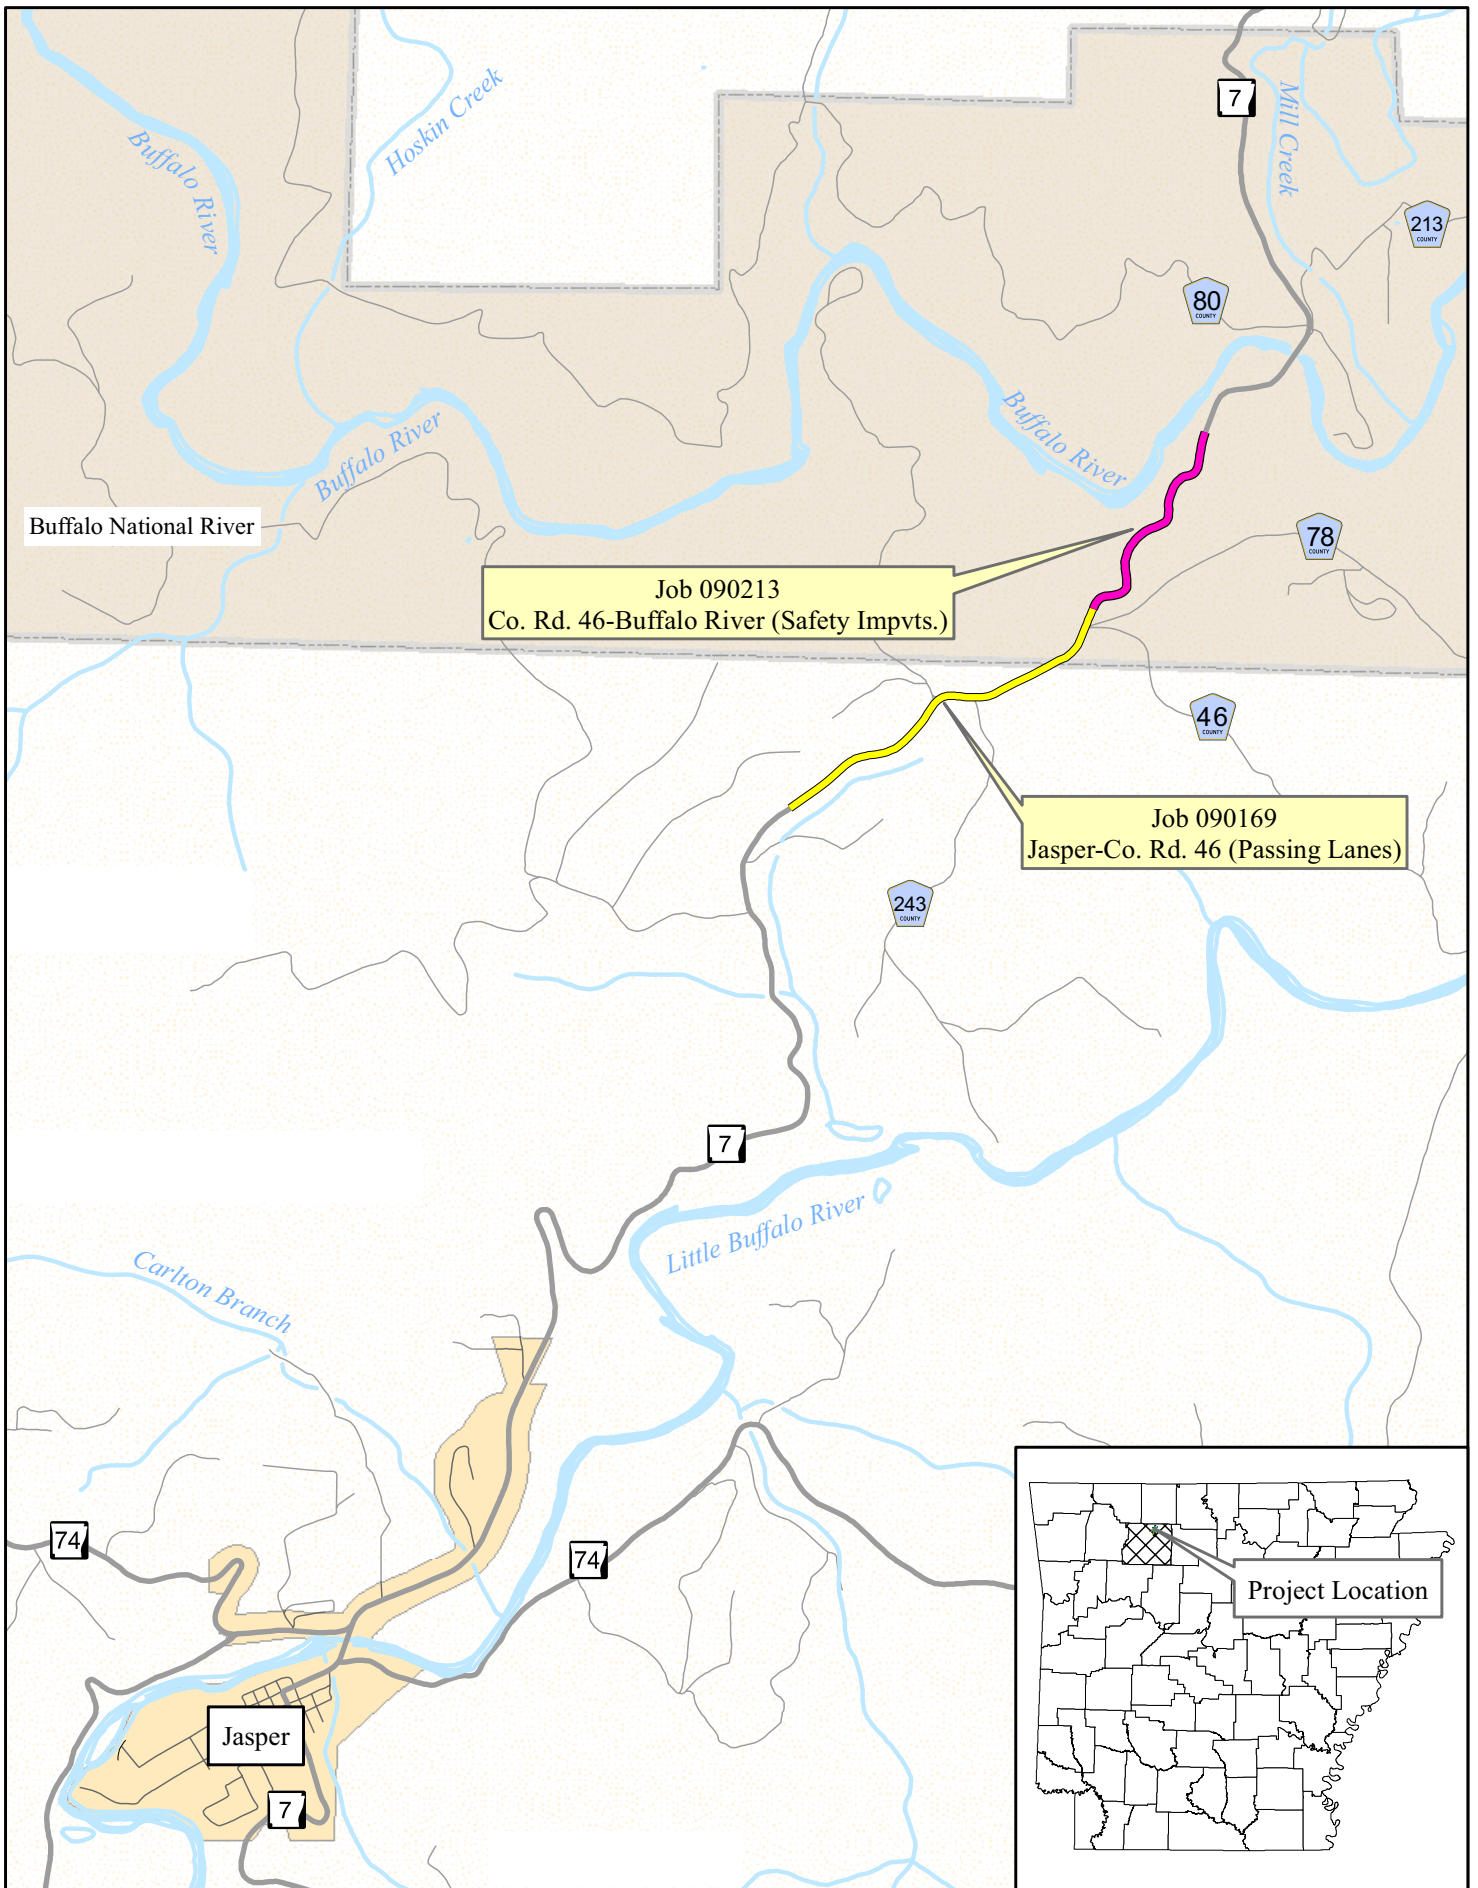 Hoskin Creek
7
Mill Creek
Buffalo River
213
COUNTY
80
COUNTY
Buffalo River
Buffalo River
Buffalo National River
78
COUNTY
Job 090213
Co. Rd. 46-Buffalo River (Safety Impvts.)
46
COUNTY
Job 090169
Jasper-Co. Rd. 46 (Passing Lanes)
243
COUNTY
7
Little Buffalo River
Carlton Branch
74
74
Project Location
Jasper
7